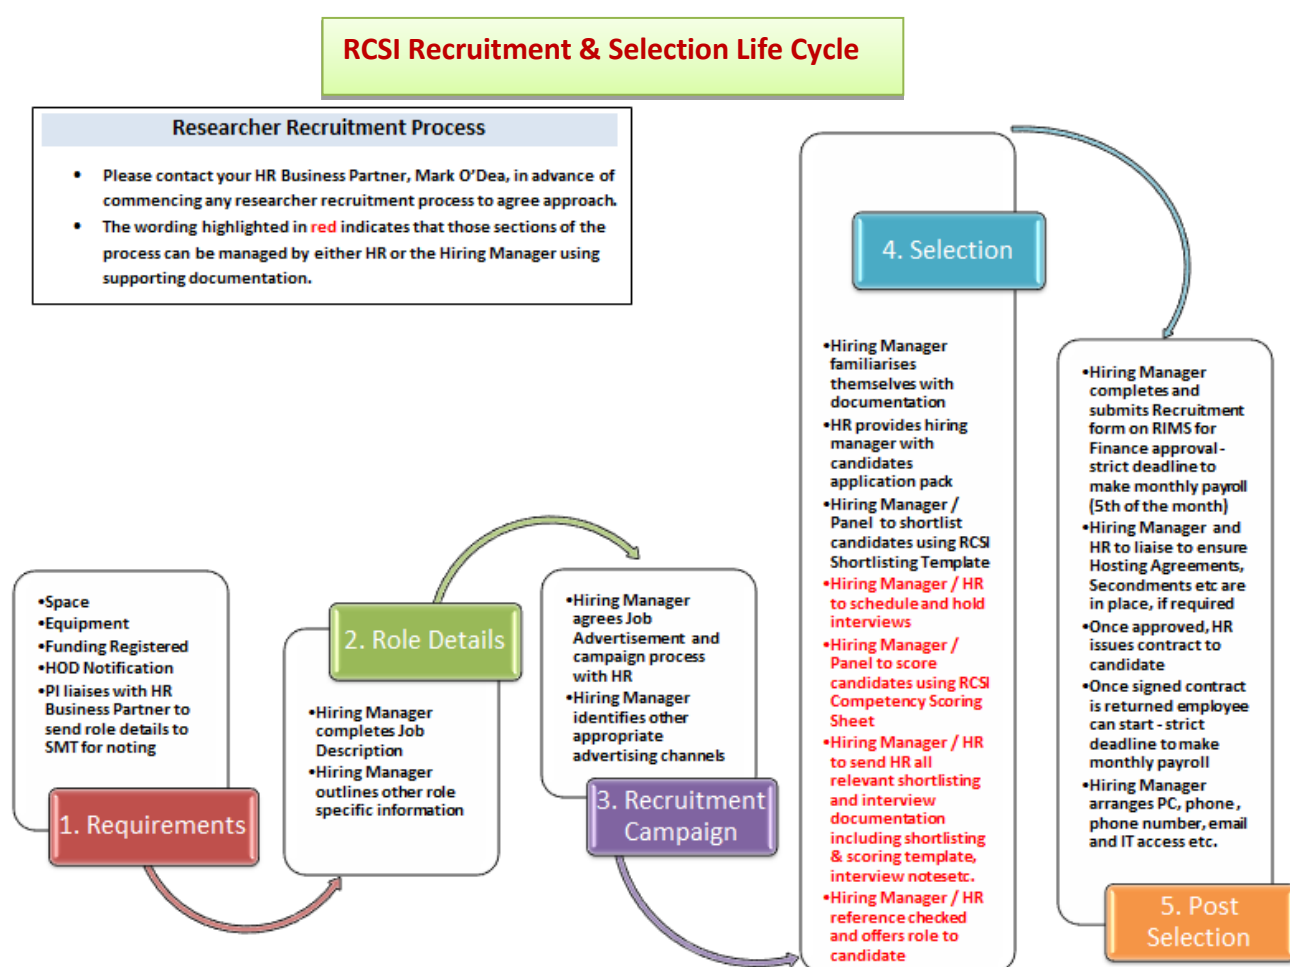 RCSI Recruitment & Selection Life Cycle
Researcher Recruitment Process
• Please contact your HR Business Partner, Mark O'Dea, in advance of
commencing any researcher recruitment process to agree approach.
• The wording highlighted in red indicates that those sections of the
process can be managed by either HR or the Hiring Manager using
supporting documentation.
•Space
•Equipment
•Funding Registered
•HOD Notification
•PI liaises with HR
Business Partner to
send role details to
SMT for noting
1. Requirements
2. Role Details
•Hiring Manager
completes Job
Description
•Hiring Manager
outlines other role
specific information
•Hiring Manager
agrees Job
Advertisement and
campaign process
with HR
•Hiring Manager
identifies other
appropriate
advertising channels
3. Recruitment
Campaign
4. Selection
•Hiring Manager
familiarises
themselves with
documentation
•HR provides hiring
manager with
candidates
application pack
•Hiring Manager /
Panel to shortlist
candidates using RCSI
Shortlisting Template
•Hiring Manager / HR
to schedule and hold
interviews
•Hiring Manager /
Panel to score
candidates using RCSI
Competency Scoring
Sheet
•Hiring Manager / HR
to send HR all
relevant shortlisting
and interview
documentation
including shortlisting
& scoring template,
interview notesetc.
•Hiring Manager / HR
reference checked
and offers role to
candidate
•Hiring Manager
completes and
submits Recruitment
form on RIMS for
Finance approval -
strict deadline to
make monthly payroll
(5th of the month)
•Hiring Manager and
HR to liaise to ensure
Hosting Agreements,
Secondments etc are
in place, if required
•Once approved, HR
issues contract to
candidate
•Once signed contract
is returned employee
can start - strict
deadline to make
monthly payroll
•Hiring Manager
arranges PC, phone ,
phone number, email
and IT access etc.
5. Post
Selection